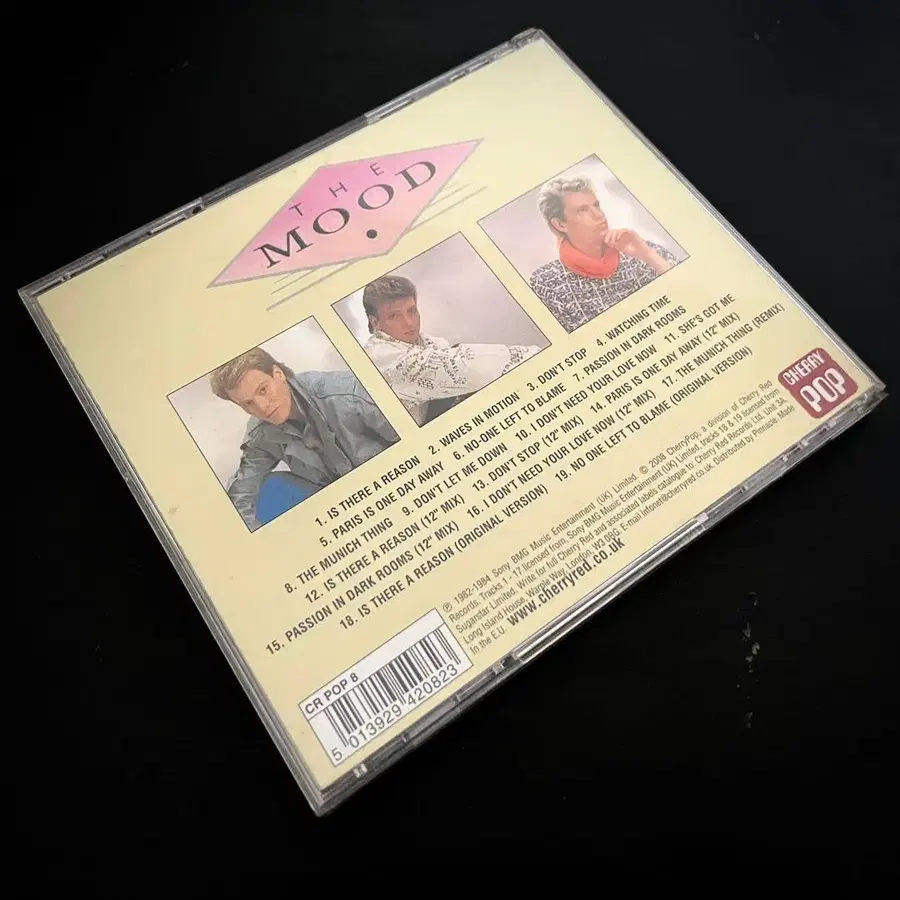 THE
MOOD
1. IS THERE A REASON 2. WAVES IN MOTION 3. DON'T STOP 4. WATCHING TIME
5. PARIS IS ONE DAY AWAY 6. NO-ONE LEFT TO BLAME 7. PASSION IN DARK ROOMS
8. THE MUNICH THING 9. DON'T LET ME DOWN 10. I DON'T NEED YOUR LOVE NOW 11. SHE'S GOT ME
12. IS THERE A REASON (12" MIX) 13. DON'T STOP (12" MIX) 14. PARIS IS ONE DAY AWAY (12" MIX)
15. PASSION IN DARK ROOMS (12" MIX) 16. I DON'T NEED YOUR LOVE NOW (12" MIX) 17. THE MUNICH THING (REMIX)
18. IS THERE A REASON (ORIGINAL VERSION) 19. NO ONE LEFT TO BLAME (ORIGINAL VERSION)
CHERRY
POP
℗ 1982-1984 Sony BMG Music Entertainment (UK) Limited. © 2008 CherryPop, a division of Cherry Red
Records. Tracks 1 - 17 licensed from Sony BMG Music Entertainment (UK) Limited, tracks 18 & 19 licensed from
Sugarstar Limited. Write for full Cherry Red and associated labels catalogue to: Cherry Red Records Ltd, Unit 3A,
Long Island House, Warple Way, London, W3 0RG. E-mail infonet@cherryred.co.uk. Distributed by Pinnacle. Made
In the E.U. www.cherryred.co.uk
CR POP 8
5 013929 420823